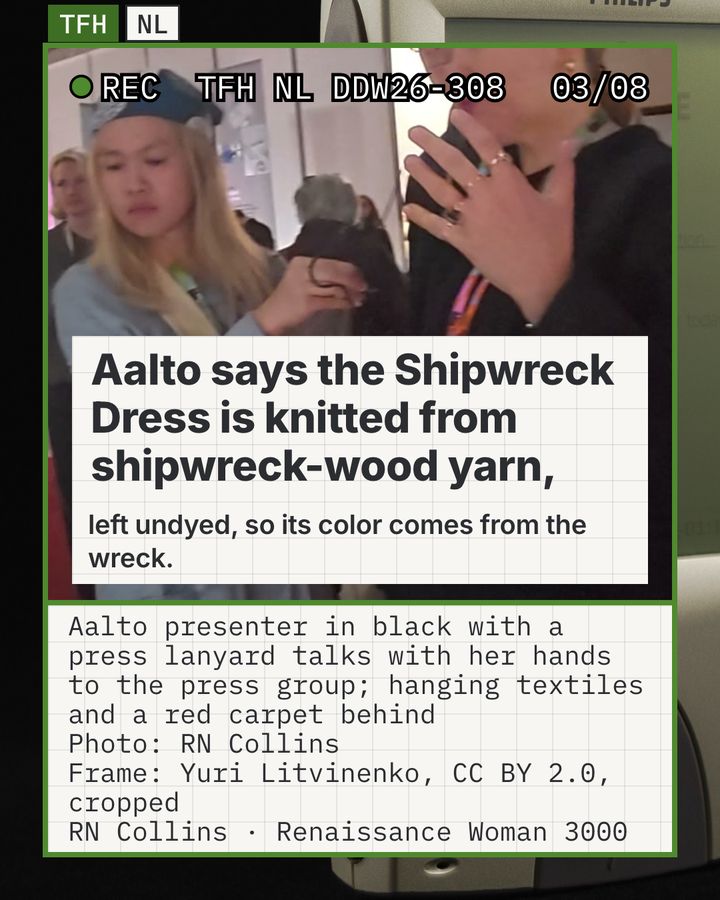 PHILIPS
TFH NL
REC TFH NL DDW26-308 03/08
Aalto says the Shipwreck
Dress is knitted from
shipwreck-wood yarn,
left undyed, so its color comes from the
wreck.
Aalto presenter in black with a
press lanyard talks with her hands
to the press group; hanging textiles
and a red carpet behind
Photo: RN Collins
Frame: Yuri Litvinenko, CC BY 2.0,
cropped
RN Collins · Renaissance Woman 3000